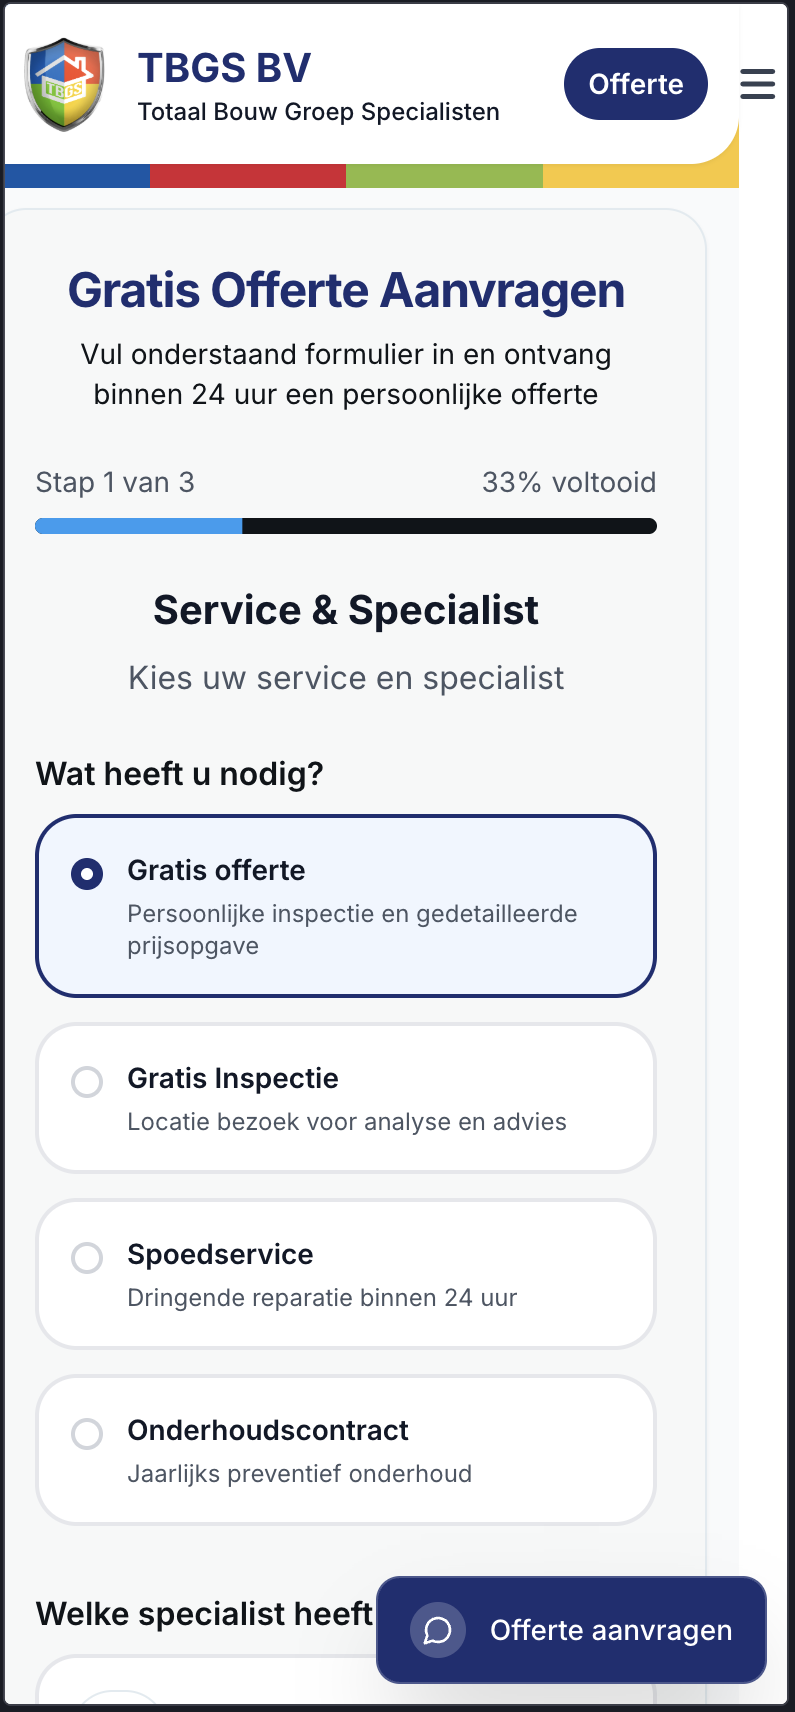 TBGS
TBGS BV
Totaal Bouw Groep Specialisten
Offerte
Gratis Offerte Aanvragen
Vul onderstaand formulier in en ontvang
binnen 24 uur een persoonlijke offerte
Stap 1 van 3
33% voltooid
Service & Specialist
Kies uw service en specialist
Wat heeft u nodig?
Gratis offerte
Persoonlijke inspectie en gedetailleerde
prijsopgave
Gratis Inspectie
Locatie bezoek voor analyse en advies
Spoedservice
Dringende reparatie binnen 24 uur
Onderhoudscontract
Jaarlijks preventief onderhoud
Welke specialist heeft
Offerte aanvragen